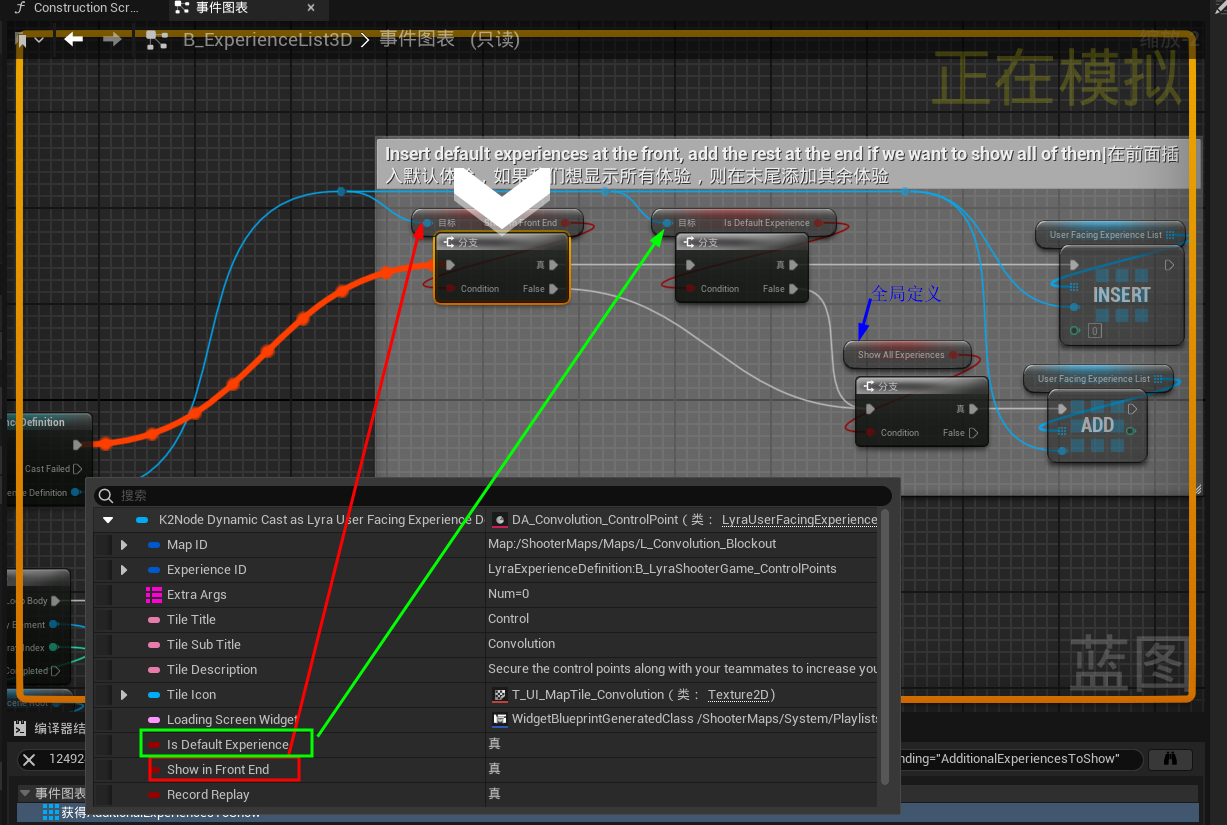 Construction Scr...
事件图表
B_ExperienceList3D
事件图表
(只读)
缩放-2
正在模拟
Insert default experiences at the front, add the rest at the end if we want to show all of them|在前面插
入默认体验，如果我们想显示所有体验，则在末尾添加其余体验
目标
Front End
目标
Is Default Experience
分支
真
Condition
False
分支
真
Condition
False
User Facing Experience List
INSERT
0
全局定义
Show All Experiences
分支
真
Condition
False
User Facing Experience List
ADD
Definition
Cast Failed
Definition
Body
Element
Index
蓝图
搜索
K2Node Dynamic Cast as Lyra User Facing Experience D
DA_Convolution_ControlPoint（类：LyraUserFacingExperience
Map ID
Map:/ShooterMaps/Maps/L_Convolution_Blockout
Experience ID
LyraExperienceDefinition:B_LyraShooterGame_ControlPoints
Extra Args
Num=0
Tile Title
Control
Tile Sub Title
Convolution
Tile Description
Secure the control points along with your teammates to increase you
Tile Icon
T_UI_MapTile_Convolution（类：Texture2D）
Loading Screen Widget
WidgetBlueprintGeneratedClass /ShooterMaps/System/Playlists
Is Default Experience
真
Show in Front End
真
Record Replay
真
编译器结
12492
nding="AdditionalExperiencesToShow"
事件图表
获得AdditionalExperiencesToShow